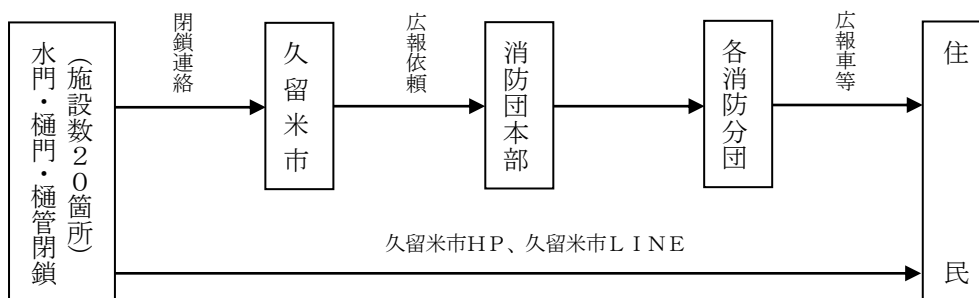 水門・樋門・樋管閉鎖
（施設数２０箇所）
閉鎖連絡
久留米市
広報依頼
消防団本部
各消防分団
広報車等
住民
久留米市ＨＰ、久留米市ＬＩＮＥ